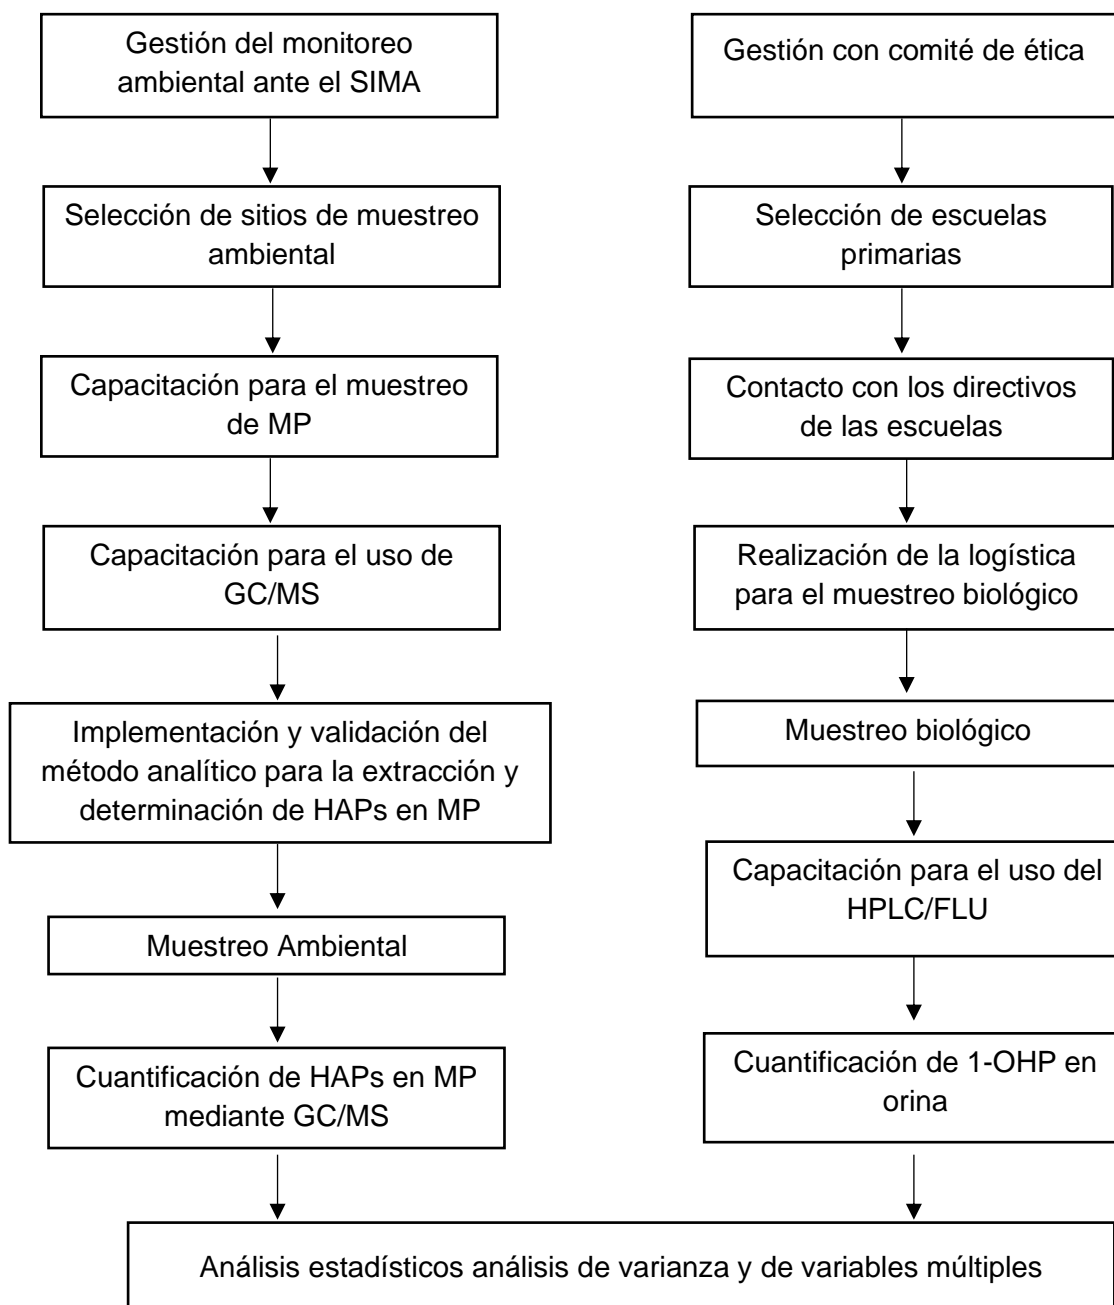 Gestión del monitoreo
ambiental ante el SIMA
Selección de sitios de muestreo
ambiental
Capacitación para el muestreo
de MP
Capacitación para el uso de
GC/MS
Implementación y validación del
método analítico para la extracción y
determinación de HAPs en MP
Muestreo Ambiental
Cuantificación de HAPs en MP
mediante GC/MS
Gestión con comité de ética
Selección de escuelas
primarias
Contacto con los directivos
de las escuelas
Realización de la logística
para el muestreo biológico
Muestreo biológico
Capacitación para el uso del
HPLC/FLU
Cuantificación de 1-OHP en
orina
Análisis estadísticos análisis de varianza y de variables múltiples